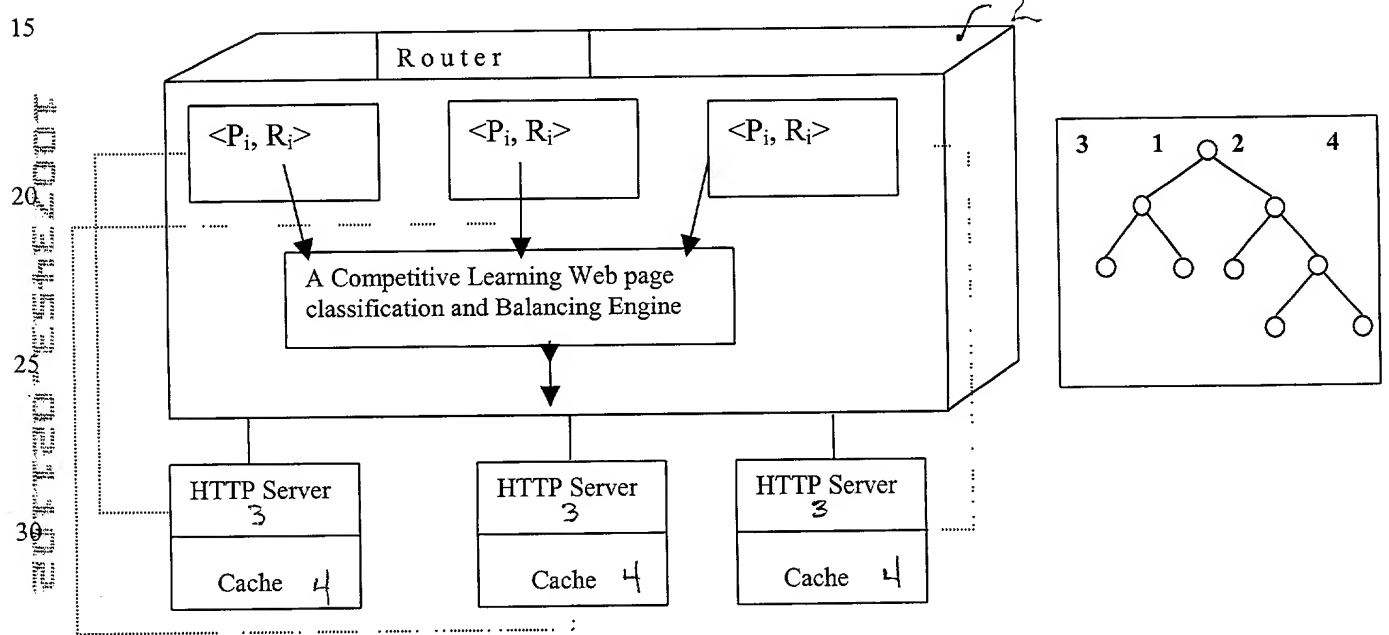 15
2
Router
<Pi, Ri>
<Pi, Ri>
<Pi, Ri>
3 1 2 4
20
A Competitive Learning Web page
classification and Balancing Engine
25
HTTP Server
3
HTTP Server
3
HTTP Server
3
30
Cache 4
Cache 4
Cache 4